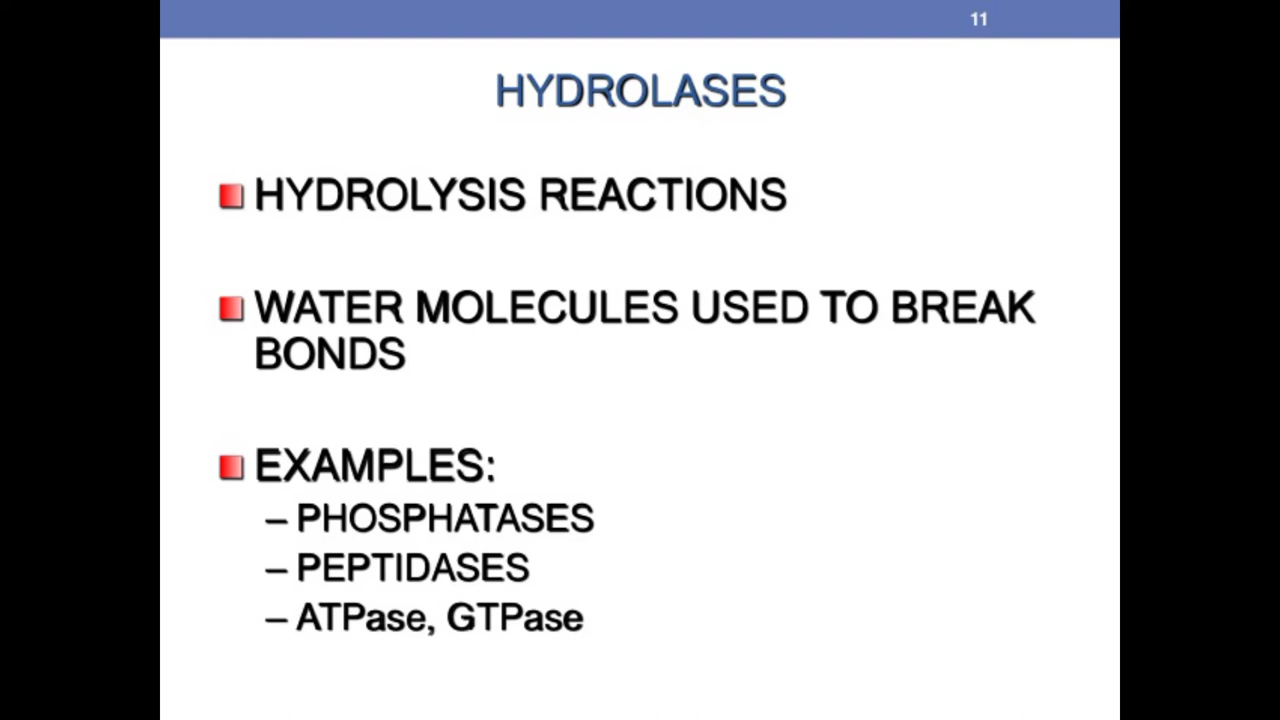 11
HYDROLASES
HYDROLYSIS REACTIONS
WATER MOLECULES USED TO BREAK
BONDS
EXAMPLES:
– PHOSPHATASES
– PEPTIDASES
– ATPase, GTPase